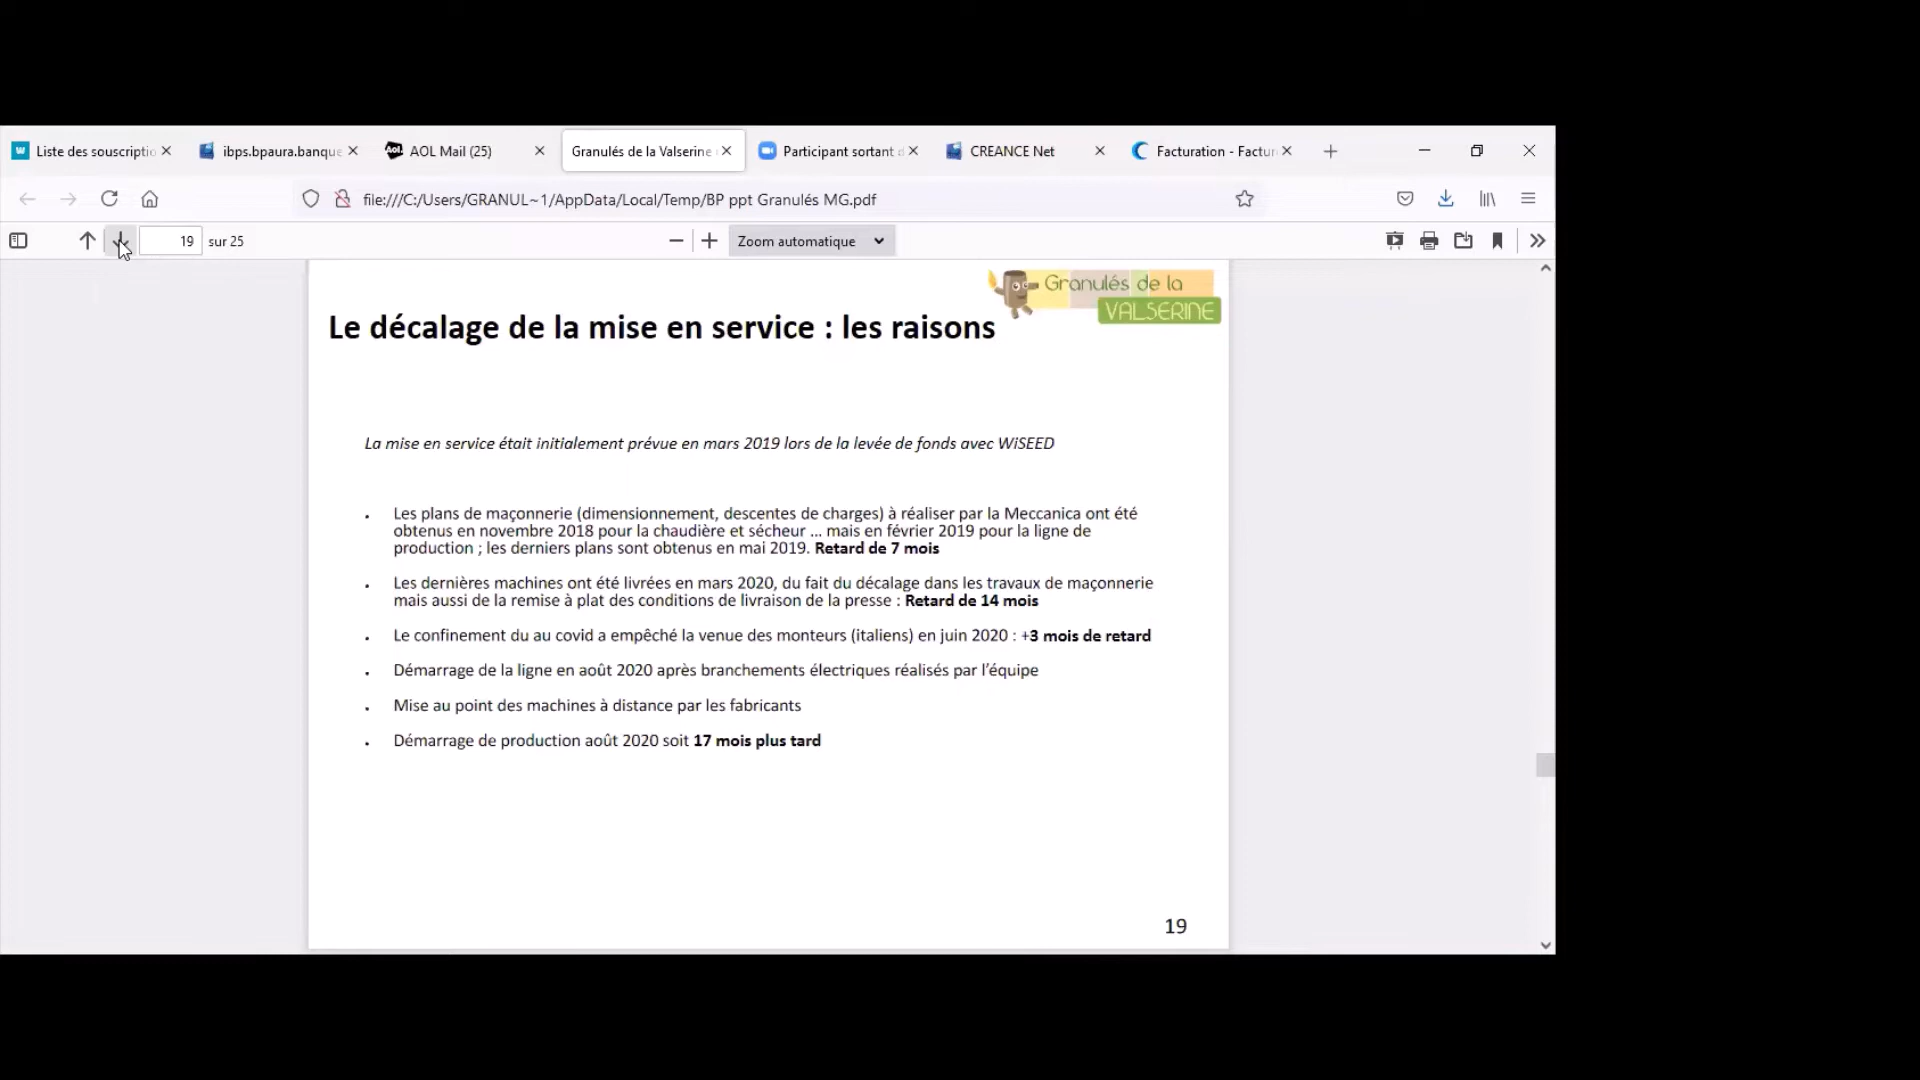 Liste des souscriptio
ibps.bpaura.banque
AOL Mail (25)
Granulés de la Valserine
Participant sortant
CREANCE Net
Facturation - Factur
file:///C:/Users/GRANUL~1/AppData/Local/Temp/BP ppt Granulés MG.pdf
19 sur 25
Zoom automatique
Granulés de la
VALSERINE
Le décalage de la mise en service : les raisons
La mise en service était initialement prévue en mars 2019 lors de la levée de fonds avec WiSEED
Les plans de maçonnerie (dimensionnement, descentes de charges) à réaliser par la Meccanica ont été
obtenus en novembre 2018 pour la chaudière et sécheur ... mais en février 2019 pour la ligne de
production ; les derniers plans sont obtenus en mai 2019. Retard de 7 mois
Les dernières machines ont été livrées en mars 2020, du fait du décalage dans les travaux de maçonnerie
mais aussi de la remise à plat des conditions de livraison de la presse : Retard de 14 mois
Le confinement du au covid a empêché la venue des monteurs (italiens) en juin 2020 : +3 mois de retard
Démarrage de la ligne en août 2020 après branchements électriques réalisés par l'équipe
Mise au point des machines à distance par les fabricants
Démarrage de production août 2020 soit 17 mois plus tard
19